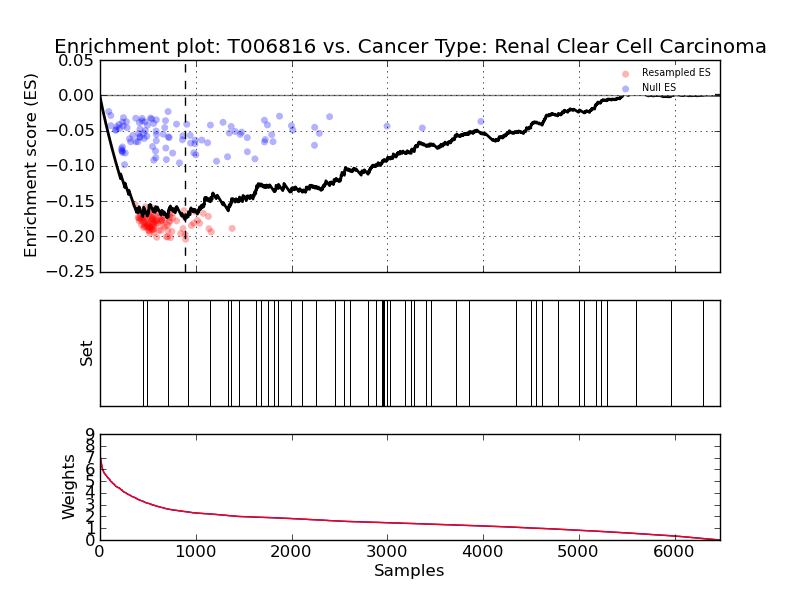 Enrichment plot: T006816 vs. Cancer Type: Renal Clear Cell Carcinoma
0.05
0.00
−0.05
−0.10
−0.15
−0.20
−0.25
Enrichment score (ES)
Resampled ES
Null ES
Set
9
8
7
6
5
4
3
2
1
0
Weights
0 1000 2000 3000 4000 5000 6000
Samples